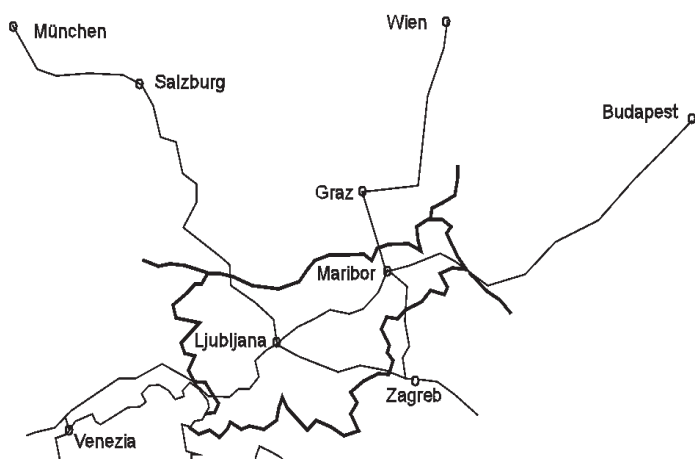 München
Wien
Salzburg
Budapest
Graz
Maribor
Ljubljana
Zagreb
Venezia